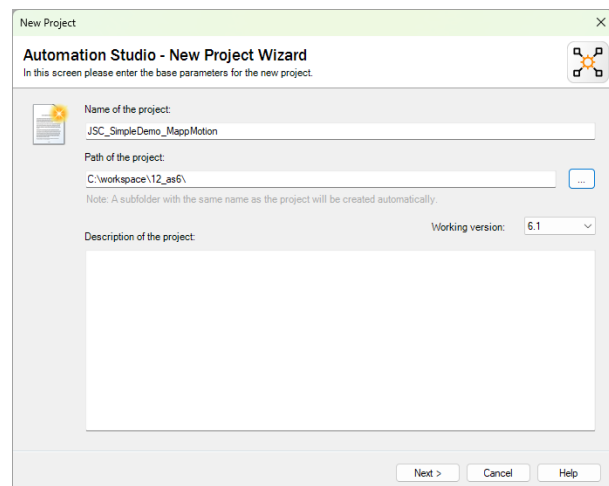 New Project
Automation Studio - New Project Wizard
In this screen please enter the base parameters for the new project.
Name of the project:
JSC_SimpleDemo_MappMotion
Path of the project:
C:\workspace\12_as6\
...
Note: A subfolder with the same name as the project will be created automatically.
Working version: 6.1
Description of the project:
Next > Cancel Help